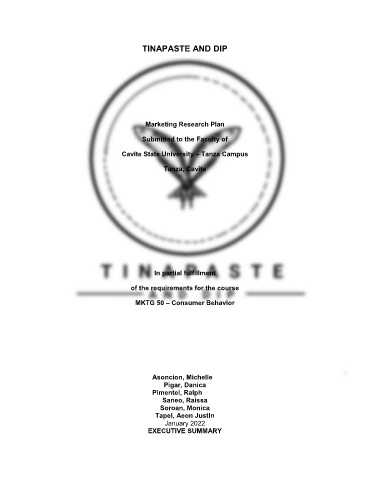 TINAPASTE AND DIP
Marketing Research Plan
Submitted to the Faculty of
Cavite State University – Tanza Campus
Tanza, Cavite
In partial fulfillment
TINAPASTE
of the requirements for the course
AND DIP
MKTG 50 – Consumer Behavior
Asoncion, Michelle
Pigar, Danica
Pimentel, Ralph
Saneo, Raissa
Soroan, Monica
Tapel, Aeon Justin
January 2022
EXECUTIVE SUMMARY